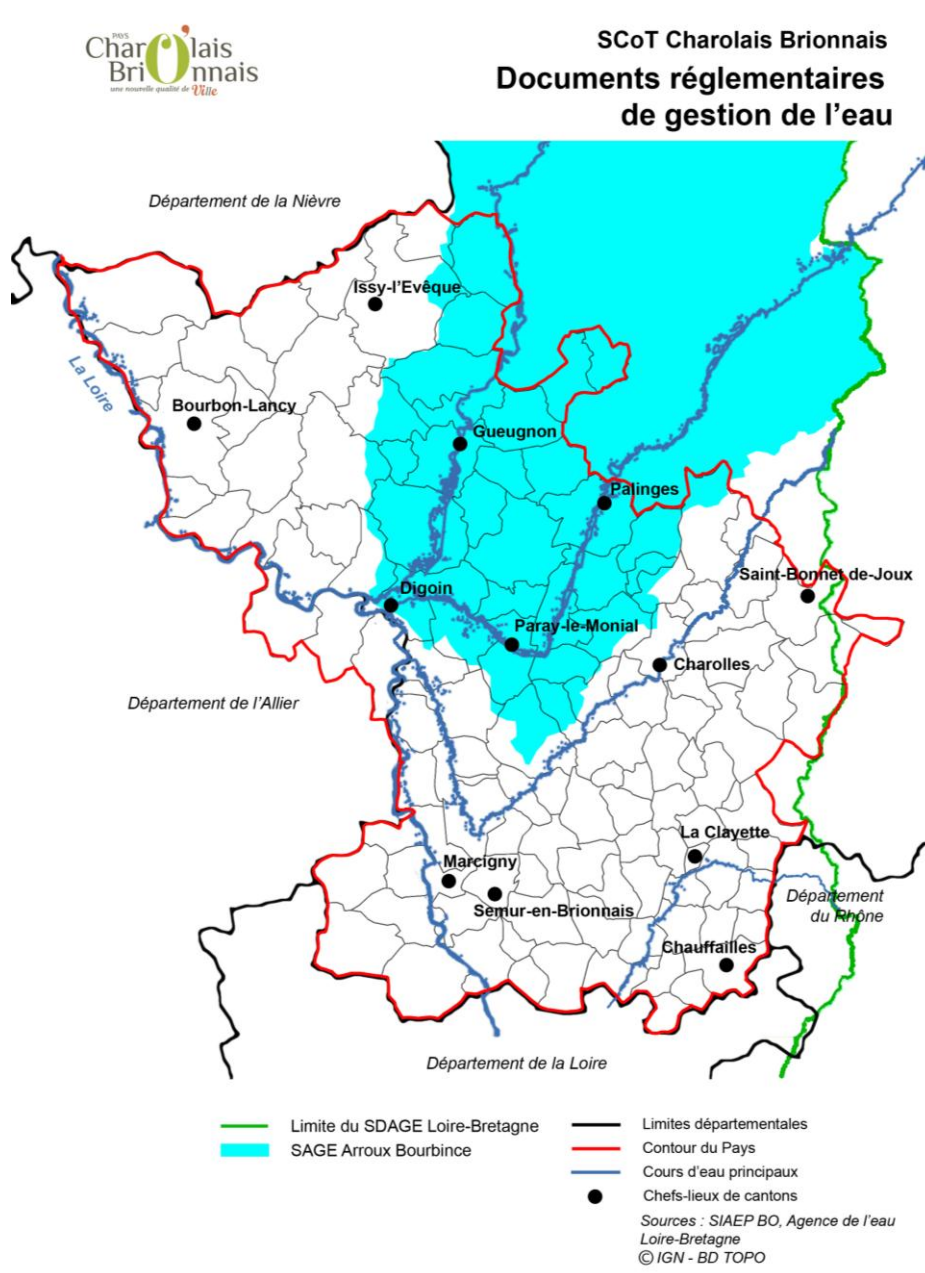 PAYS
CharOlais
BriOnnais
une nouvelle qualité de Ville
SCoT Charolais Brionnais
Documents réglementaires
de gestion de l'eau
Département de la Nièvre
Issy-l'Evêque
La Loire
Bourbon-Lancy
Gueugnon
Palinges
Saint-Bonnet-de-Joux
Digoin
Paray-le-Monial
Charolles
Département de l'Allier
La Clayette
Marcigny
Semur-en-Brionnais
Département
du Rhône
Chauffailles
Département de la Loire
Limite du SDAGE Loire-Bretagne
SAGE Arroux Bourbince
Limites départementales
Contour du Pays
Cours d'eau principaux
Chefs-lieux de cantons
Sources : SIAEP BO, Agence de l'eau
Loire-Bretagne
© IGN - BD TOPO